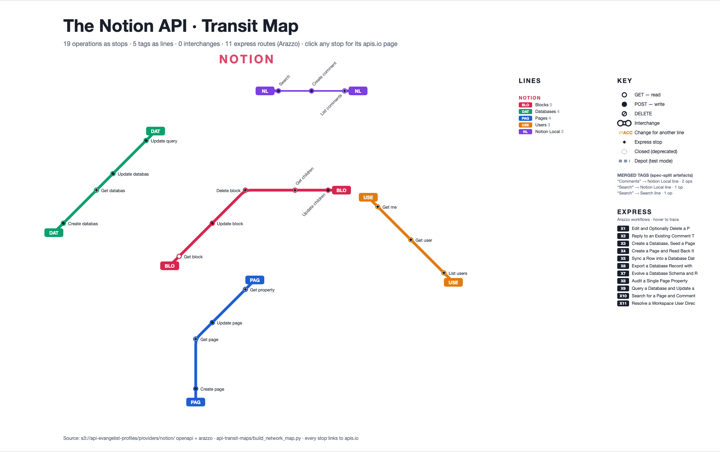 The Notion API · Transit Map
19 operations as stops · 5 tags as lines · 0 interchanges · 11 express routes (Arazzo) · click any stop for its apis.io page
NOTION
Search
Create comment
NL
NL
List comments
DAT
Update query
Update databas
Get databas
Create databas
DAT
Get children
Delete block
BLO
Update children
Update block
Get block
BLO
USE
Get me
Get user
List users
USE
PAG
Get property
Update page
Get page
Create page
PAG
LINES
NOTION
BLO Blocks 5
DAT Databases 4
PAG Pages 4
USE Users 3
NL Notion Local 3
KEY
GET — read
POST — write
DELETE
Interchange
ACC Change for another line
Express stop
Closed (deprecated)
Depot (test mode)
MERGED TAGS (spec-split artefacts)
"Comments" → Notion Local line · 2 ops
"Search" → Notion Local line · 1 op
"Search" → Search line · 1 op
EXPRESS
Arazzo workflows · hover to trace
X1 Edit and Optionally Delete a P
X2 Reply to an Existing Comment T
X3 Create a Database, Seed a Page
X4 Create a Page and Read Back It
X5 Sync a Row into a Database Dat
X6 Export a Database Record with
X7 Evolve a Database Schema and R
X8 Audit a Single Page Property
X9 Query a Database and Update a
X10 Search for a Page and Comment
X11 Resolve a Workspace User Direc
Source: s3://api-evangelist-profiles/providers/notion/ openapi + arazzo · api-transit-maps/build_network_map.py · every stop links to apis.io